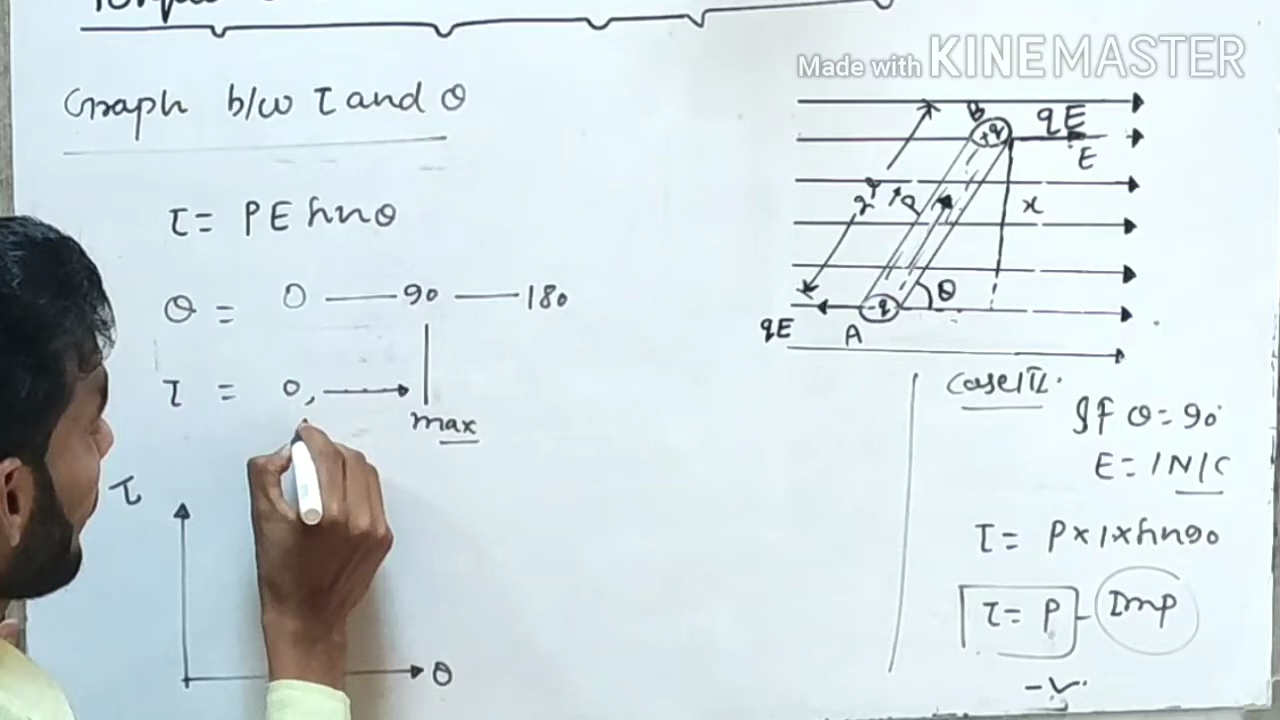 Made with KINEMASTER
Graph b/w τ and θ
τ = PE sinθ
θ = 0 — 90 — 180
τ = 0, → max
τ
θ
B
+q
qE
E
P
x
θ
-q
qE
A
Case III.
If θ = 90°
E = 1 N/C
τ = P×1×sin90
τ = P - Imp